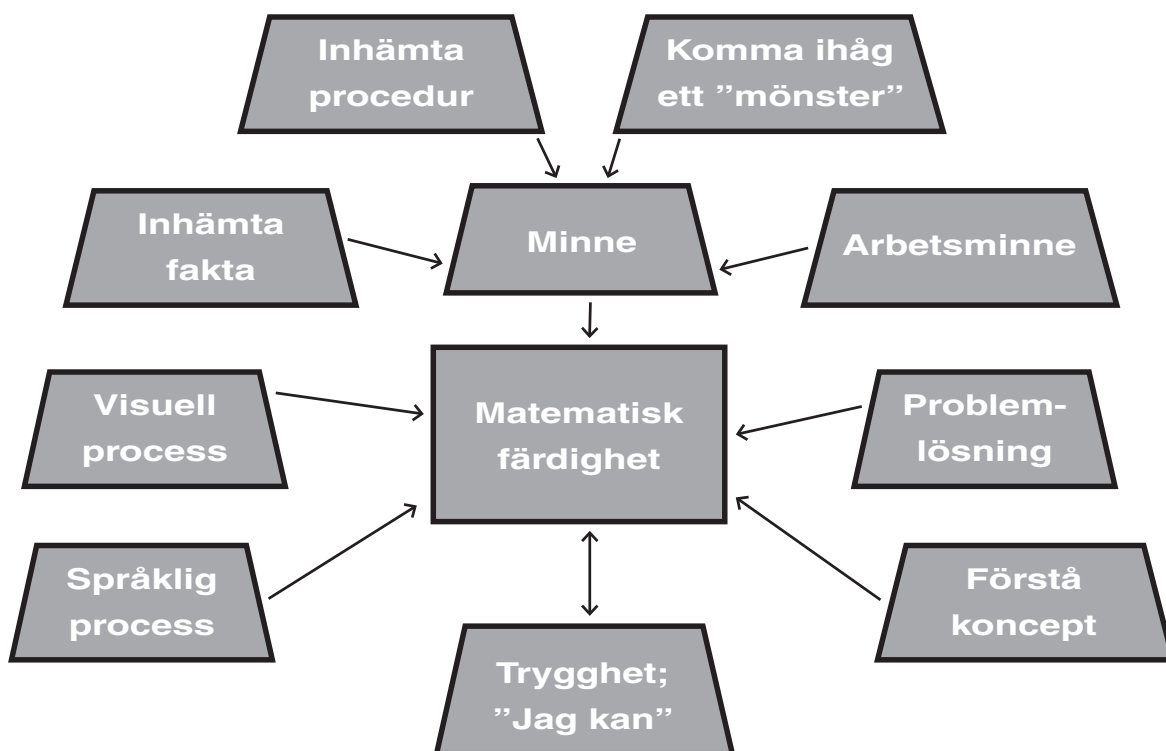 Inhämta
procedur
Komma ihåg
ett ”mönster”
Inhämta
fakta
Minne
Arbetsminne
Visuell
process
Matematisk
färdighet
Problem-
lösning
Språklig
process
Förstå
koncept
Trygghet;
”Jag kan”